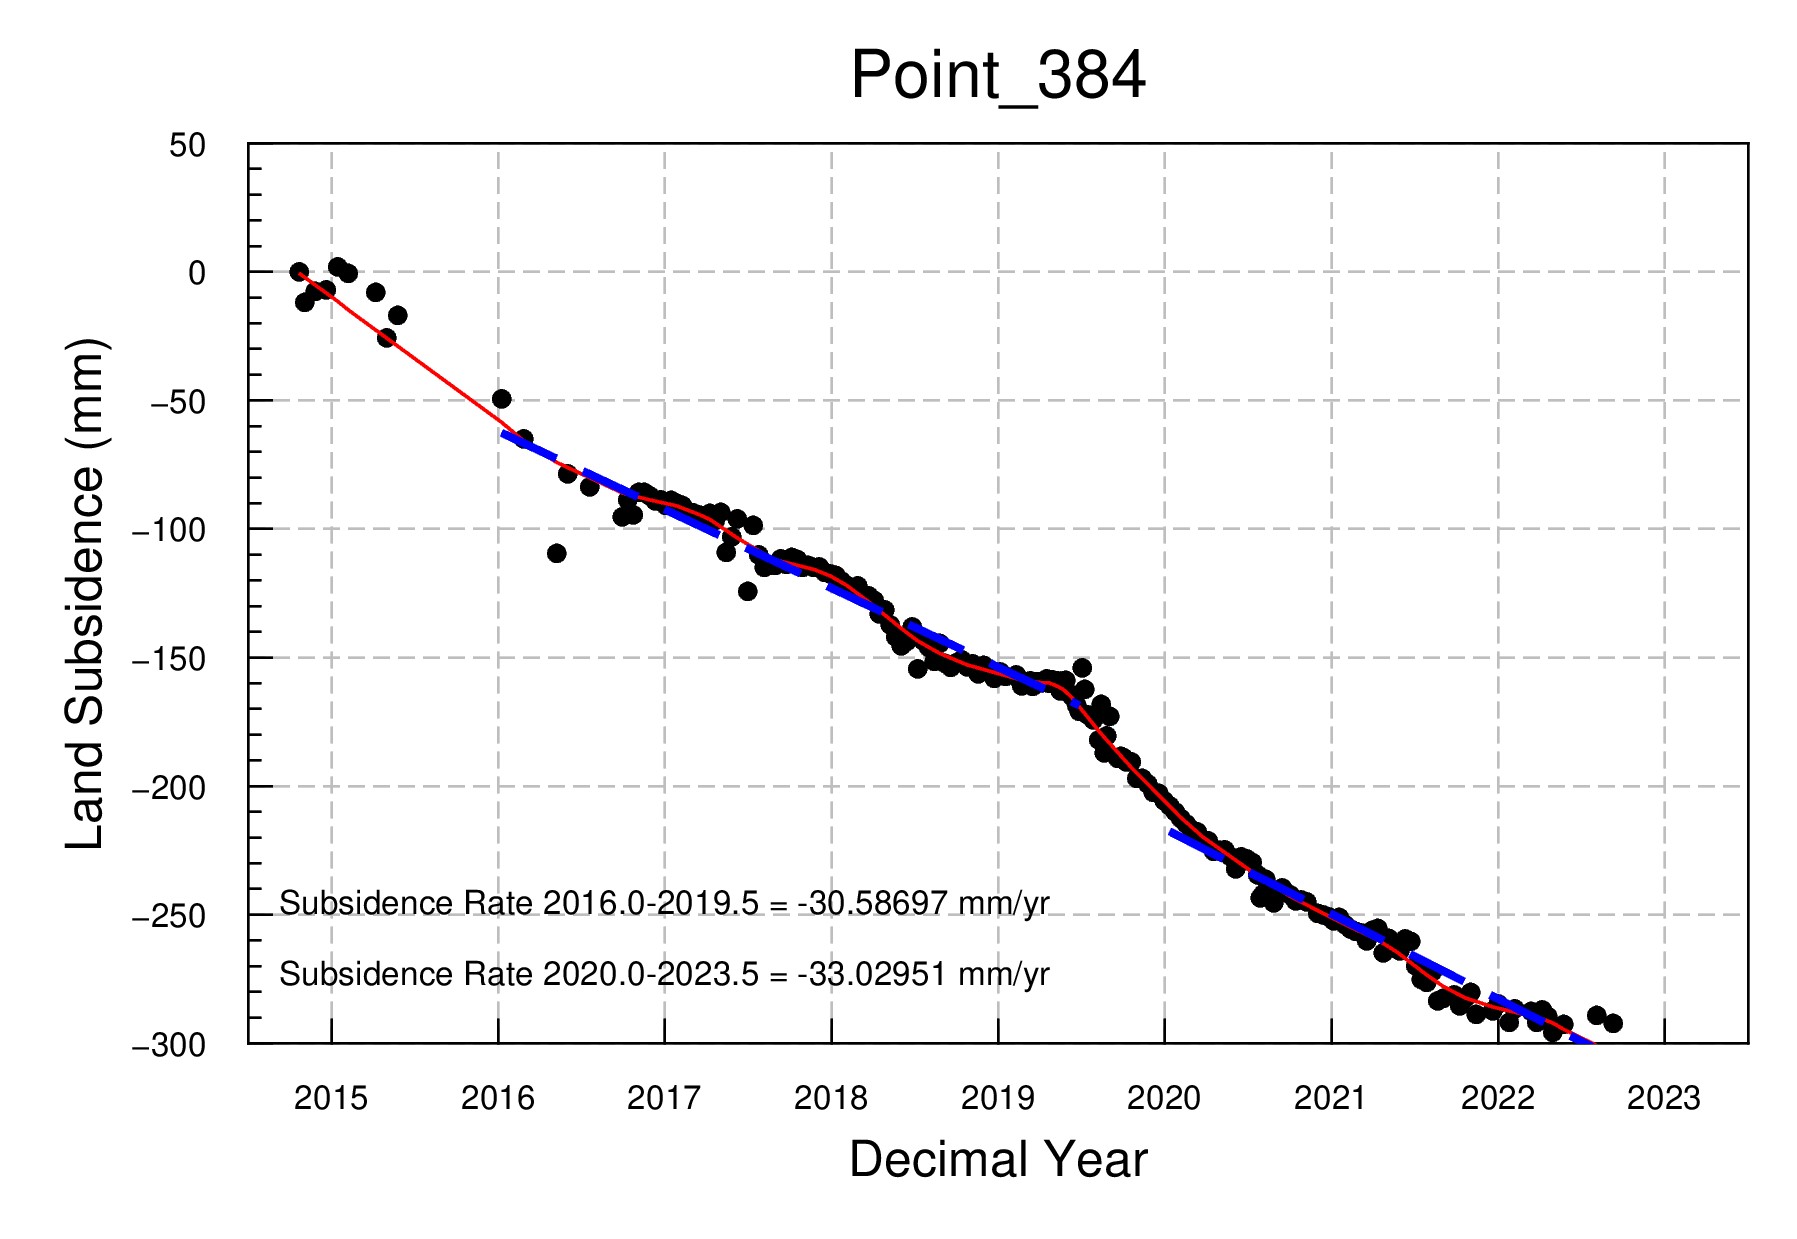 Point_384
50
0
−50
−100
−150
−200
−250
−300
Land Subsidence (mm)
Subsidence Rate 2016.0-2019.5 = -30.58697 mm/yr
Subsidence Rate 2020.0-2023.5 = -33.02951 mm/yr
2015 2016 2017 2018 2019 2020 2021 2022 2023
Decimal Year